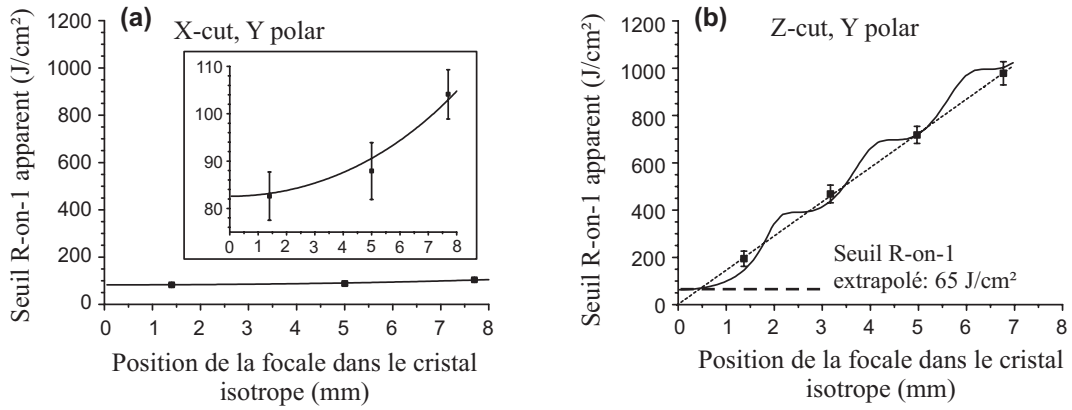 (a)
X-cut, Y polar
Seuil R-on-1 apparent (J/cm²)
1200
1000
800
600
400
200
0
110
100
90
80
0 1 2 3 4 5 6 7 8
0 1 2 3 4 5 6 7 8
Position de la focale dans le cristal
isotrope (mm)
(b)
Z-cut, Y polar
Seuil R-on-1 apparent (J/cm²)
1200
1000
800
600
400
200
0
Seuil R-on-1
extrapolé: 65 J/cm²
0 1 2 3 4 5 6 7 8
Position de la focale dans le cristal
isotrope (mm)